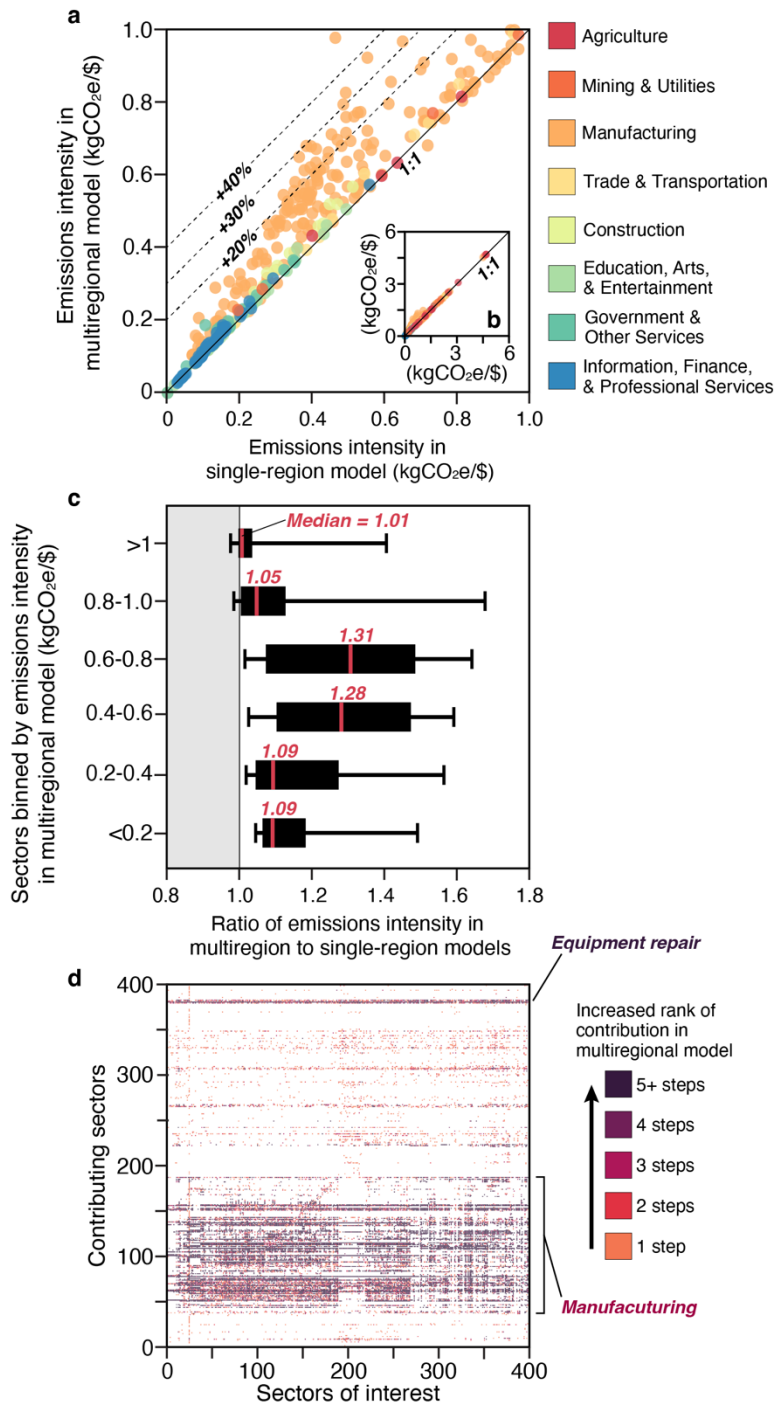 a
Emissions intensity in
multiregional model (kgCO₂e/$)
1.0
0.8
0.6
0.4
0.2
0
+40%
+30%
+20%
1:1
0
0.2
0.4
0.6
0.8
1.0
Emissions intensity in
single-region model (kgCO₂e/$)
(kgCO₂e/$)
6
3
0
1:1
b
0
3
6
(kgCO₂e/$)
Agriculture
Mining & Utilities
Manufacturing
Trade & Transportation
Construction
Education, Arts,
& Entertainment
Government &
Other Services
Information, Finance,
& Professional Services
c
Sectors binned by emissions intensity
in multiregional model (kgCO₂e/$)
>1
0.8-1.0
0.6-0.8
0.4-0.6
0.2-0.4
<0.2
Median = 1.01
1.05
1.31
1.28
1.09
1.09
0.8
1.0
1.2
1.4
1.6
1.8
Ratio of emissions intensity in
multiregion to single-region models
d
Equipment repair
Contributing sectors
400
300
200
100
0
0
100
200
300
400
Sectors of interest
Increased rank of
contribution in
multiregional model
5+ steps
4 steps
3 steps
2 steps
1 step
Manufacuturing